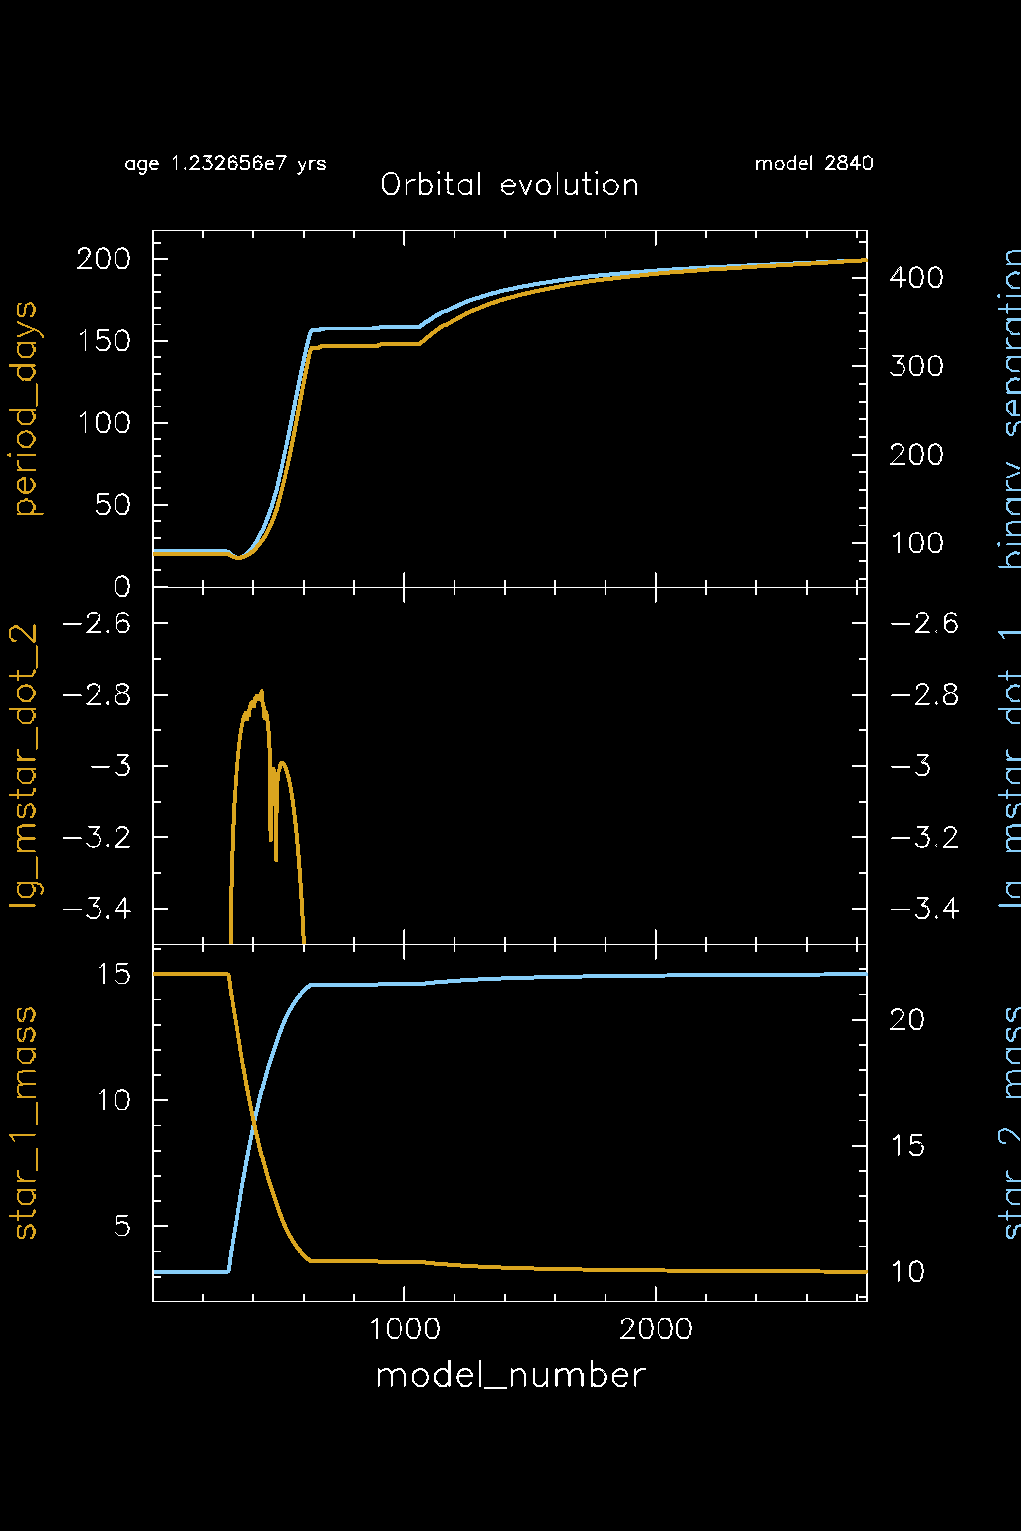 age 1.232656e7 yrs
model 2840
Orbital evolution
period_days
200
150
100
50
0
400
300
200
100
binary_separation
lg_mstar_dot_2
−2.6
−2.8
−3
−3.2
−3.4
−2.6
−2.8
−3
−3.2
−3.4
lg_mstar_dot_1
star_1_mass
15
10
5
20
15
10
star_2_mass
1000
2000
model_number